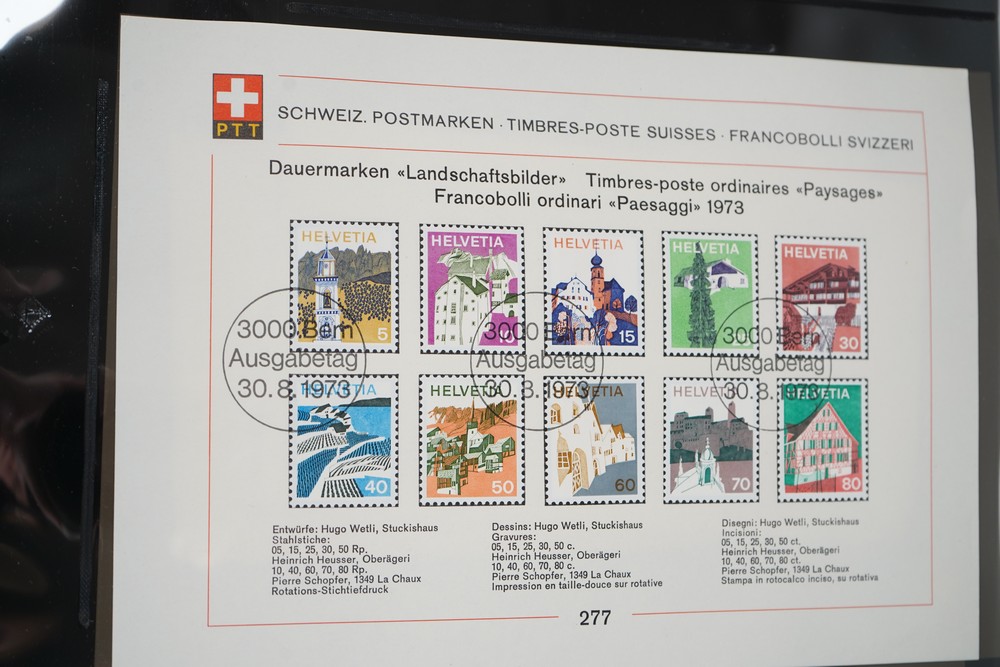 PTT
SCHWEIZ. POSTMARKEN · TIMBRES-POSTE SUISSES · FRANCOBOLLI SVIZZERI
Dauermarken «Landschaftsbilder» Timbres-poste ordinaires «Paysages»
Francobolli ordinari «Paesaggi» 1973
HELVETIA HELVETIA HELVETIA HELVETIA HELVETIA
5 10 15 30
3000 Bern 3000 Bern 3000 Bern
Ausgabetag Ausgabetag Ausgabetag
30.8.1973 30.8.1973 30.8.1973
HELVETIA HELVETIA HELVETIA HELVETIA HELVETIA
40 50 60 70 80
Entwürfe: Hugo Wetli, Stuckishaus
Stahlstiche:
05, 15, 25, 30, 50 Rp.
Heinrich Heusser, Oberägeri
10, 40, 60, 70, 80 Rp.
Pierre Schopfer, 1349 La Chaux
Rotations-Stichtiefdruck
Dessins: Hugo Wetli, Stuckishaus
Gravures:
05, 15, 25, 30, 50 c.
Heinrich Heusser, Oberägeri
10, 40, 60, 70, 80 c.
Pierre Schopfer, 1349 La Chaux
Impression en taille-douce sur rotative
Disegni: Hugo Wetli, Stuckishaus
Incisioni:
05, 15, 25, 30, 50 ct.
Heinrich Heusser, Oberägeri
10, 40, 60, 70, 80 ct.
Pierre Schopfer, 1349 La Chaux
Stampa in rotocalco inciso, su rotativa
277